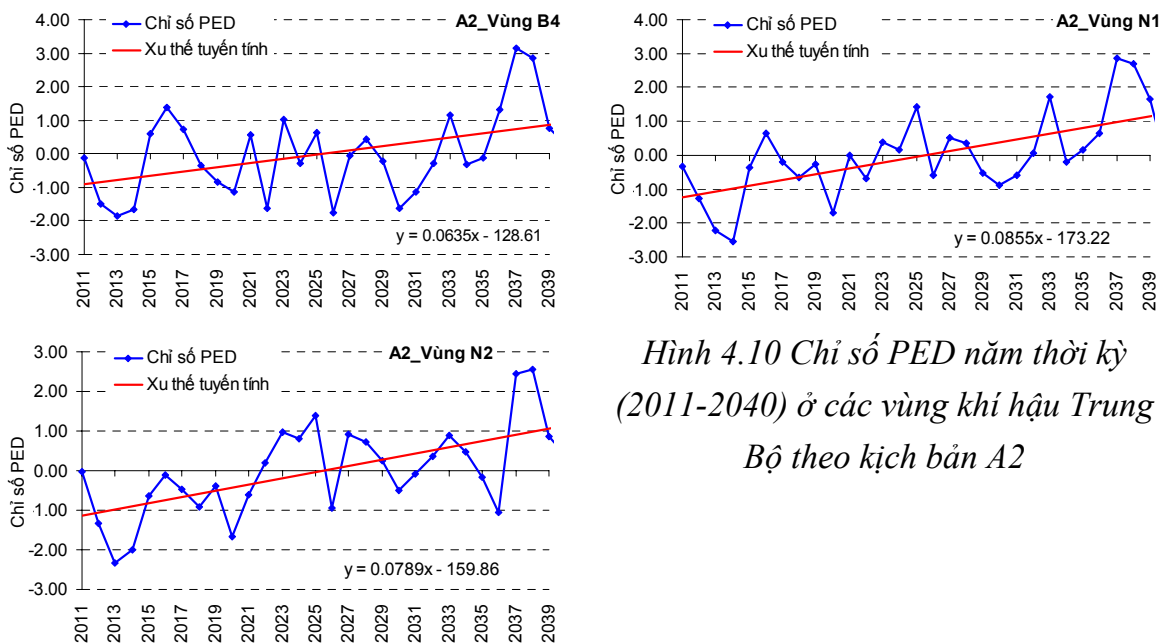 A2_Vùng B4
Chỉ số PED
Xu thế tuyến tính
Chỉ số PED
4.00
3.00
2.00
1.00
0.00
-1.00
-2.00
-3.00
y = 0.0635x - 128.61
2011 2013 2015 2017 2019 2021 2023 2025 2027 2029 2031 2033 2035 2037 2039
A2_Vùng N1
Chỉ số PED
Xu thế tuyến tính
Chỉ số PED
4.00
3.00
2.00
1.00
0.00
-1.00
-2.00
-3.00
y = 0.0855x - 173.22
2011 2013 2015 2017 2019 2021 2023 2025 2027 2029 2031 2033 2035 2037 2039
A2_Vùng N2
Chỉ số PED
Xu thế tuyến tính
Chỉ số PED
3.00
2.00
1.00
0.00
-1.00
-2.00
-3.00
y = 0.0789x - 159.86
2011 2013 2015 2017 2019 2021 2023 2025 2027 2029 2031 2033 2035 2037 2039
Hình 4.10 Chỉ số PED năm thời kỳ
(2011-2040) ở các vùng khí hậu Trung
Bộ theo kịch bản A2